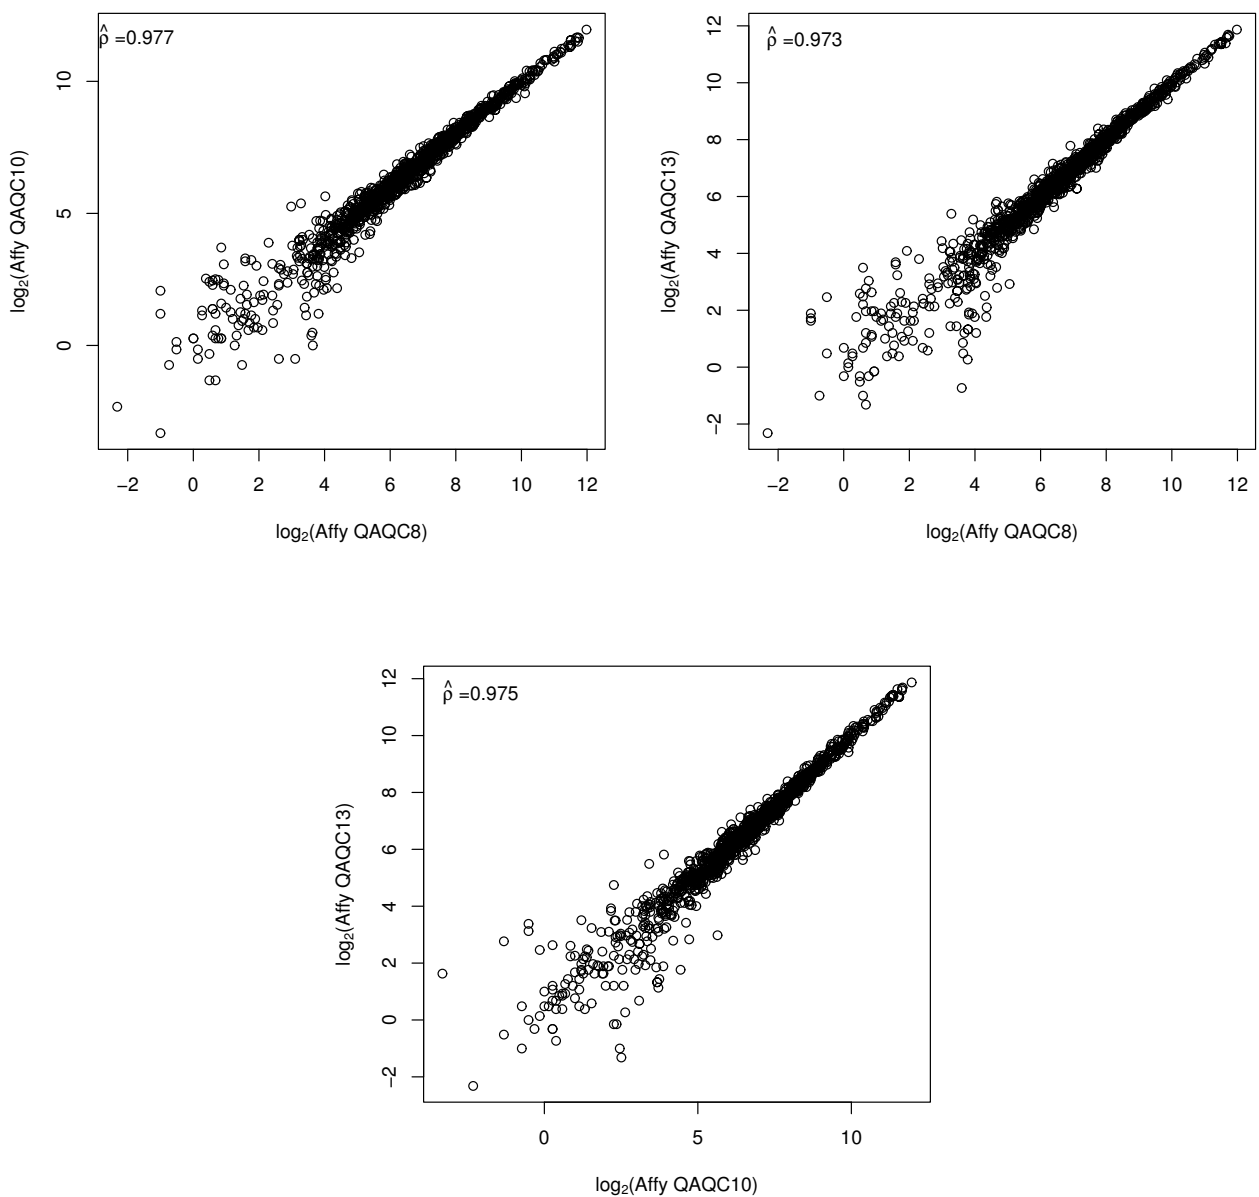 ρ̂ =0.977
10
5
0
log₂(Affy QAQC10)
−2 0 2 4 6 8 10 12
log₂(Affy QAQC8)
ρ̂ =0.973
12
10
8
6
4
2
0
−2
log₂(Affy QAQC13)
−2 0 2 4 6 8 10 12
log₂(Affy QAQC8)
ρ̂ =0.975
12
10
8
6
4
2
0
−2
log₂(Affy QAQC13)
0 5 10
log₂(Affy QAQC10)